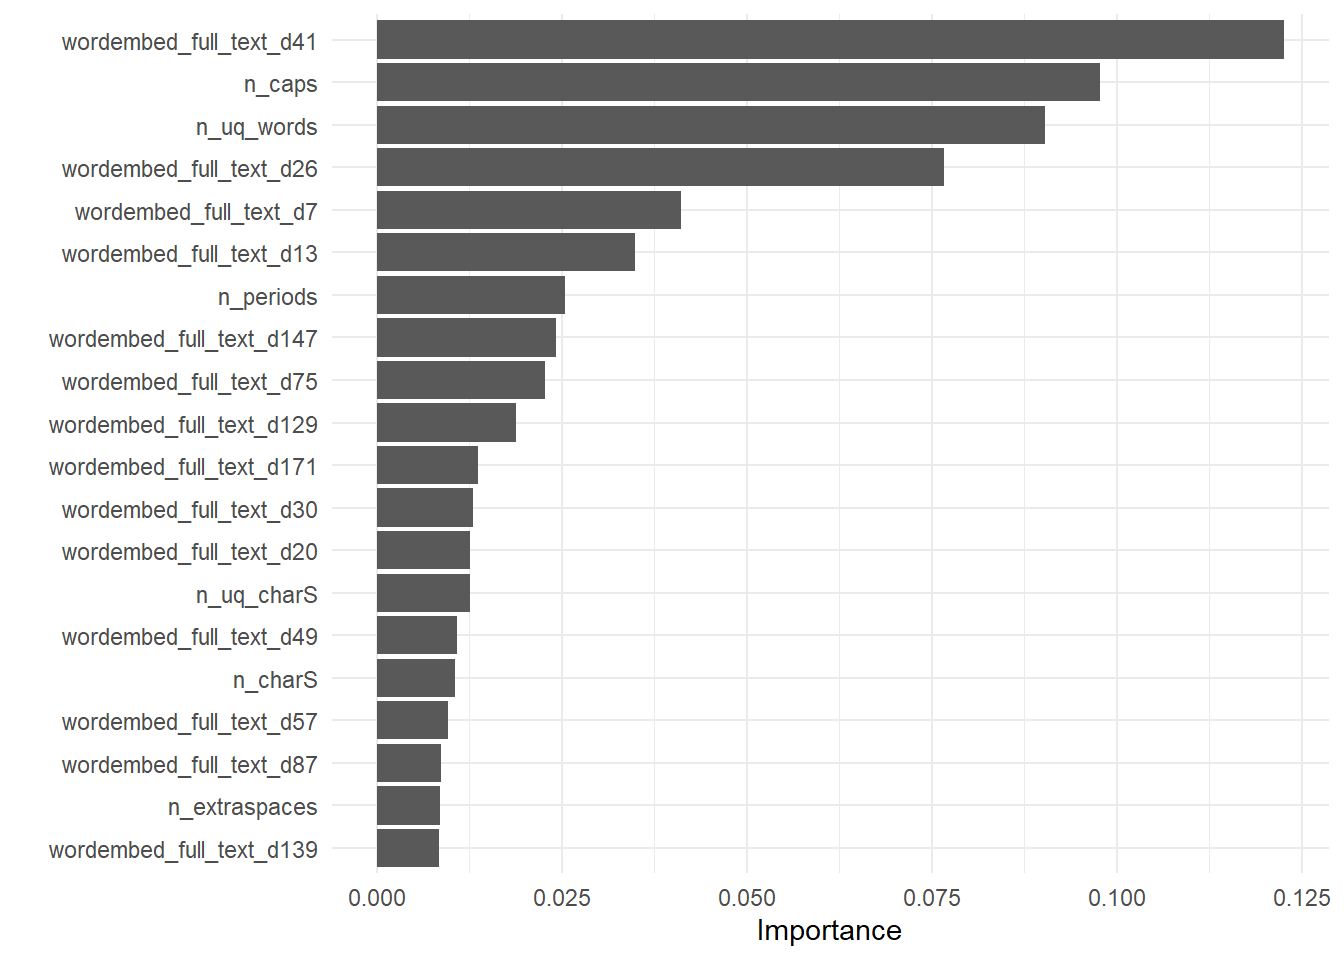 wordembed_full_text_d41
n_caps
n_uq_words
wordembed_full_text_d26
wordembed_full_text_d7
wordembed_full_text_d13
n_periods
wordembed_full_text_d147
wordembed_full_text_d75
wordembed_full_text_d129
wordembed_full_text_d171
wordembed_full_text_d30
wordembed_full_text_d20
n_uq_charS
wordembed_full_text_d49
n_charS
wordembed_full_text_d57
wordembed_full_text_d87
n_extraspaces
wordembed_full_text_d139
0.000 0.025 0.050 0.075 0.100 0.125
Importance